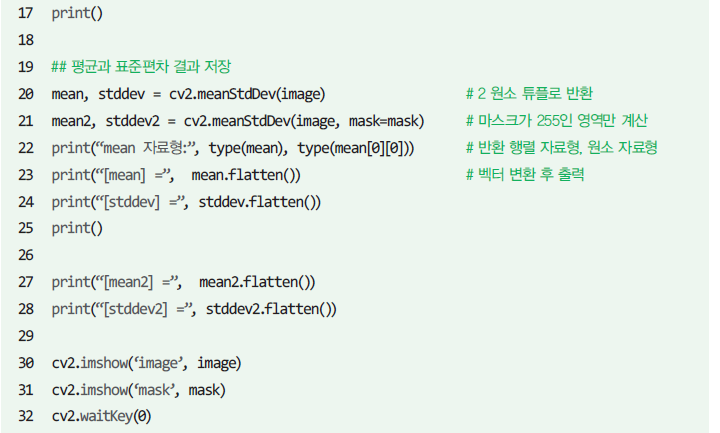 17 print()
18
19 ## 평균과 표준편차 결과 저장
20 mean, stddev = cv2.meanStdDev(image) # 2 원소 튜플로 반환
21 mean2, stddev2 = cv2.meanStdDev(image, mask=mask) # 마스크가 255인 영역만 계산
22 print(“mean 자료형:”, type(mean), type(mean[0][0])) # 반환 행렬 자료형, 원소 자료형
23 print(“[mean] =”, mean.flatten()) # 벡터 변환 후 출력
24 print(“[stddev] =”, stddev.flatten())
25 print()
26
27 print(“[mean2] =”, mean2.flatten())
28 print(“[stddev2] =”, stddev2.flatten())
29
30 cv2.imshow(‘image’, image)
31 cv2.imshow(‘mask’, mask)
32 cv2.waitKey(0)